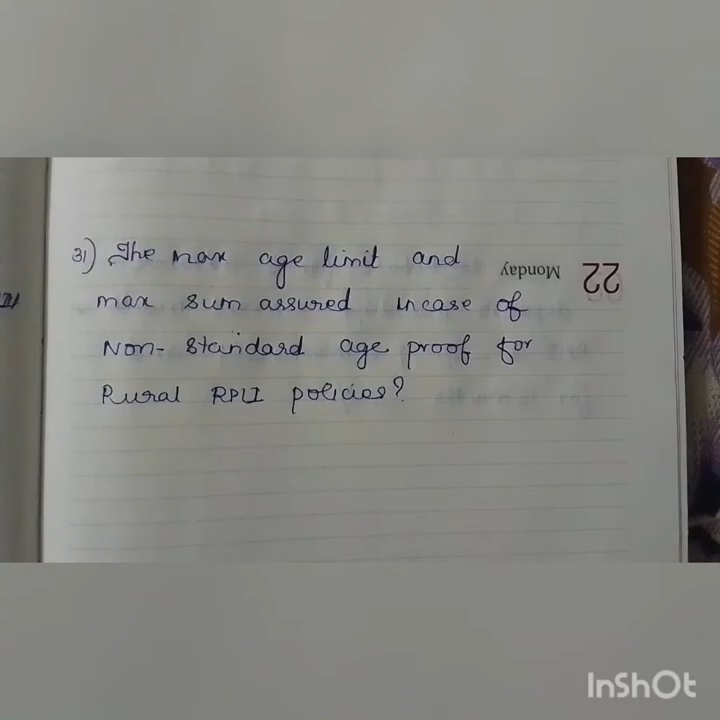 31) The max age limit and
max sum assured incase of
Non-Standard age proof for
Rural RPLI policies?
Monday 22
InShOt